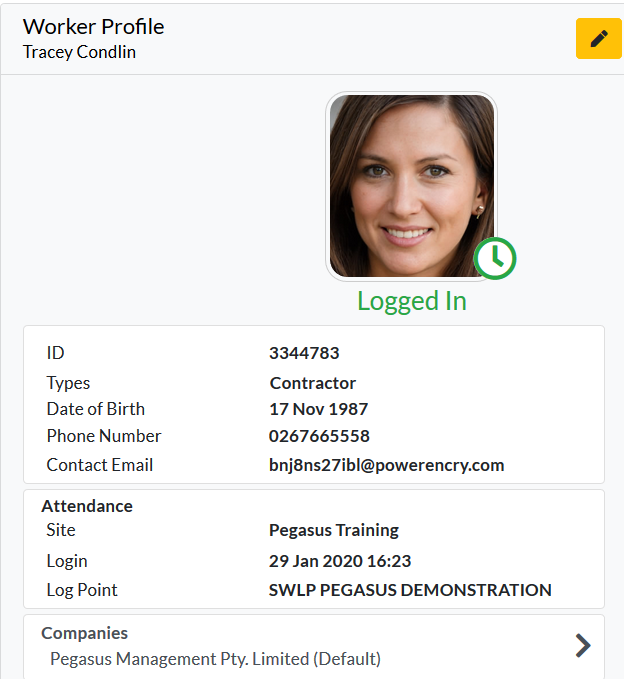 Worker Profile
Tracey Condlin
Logged In
ID 3344783
Types Contractor
Date of Birth 17 Nov 1987
Phone Number 0267665558
Contact Email bnj8ns27ibl@powerencry.com
Attendance
Site Pegasus Training
Login 29 Jan 2020 16:23
Log Point SWLP PEGASUS DEMONSTRATION
Companies
Pegasus Management Pty. Limited (Default)